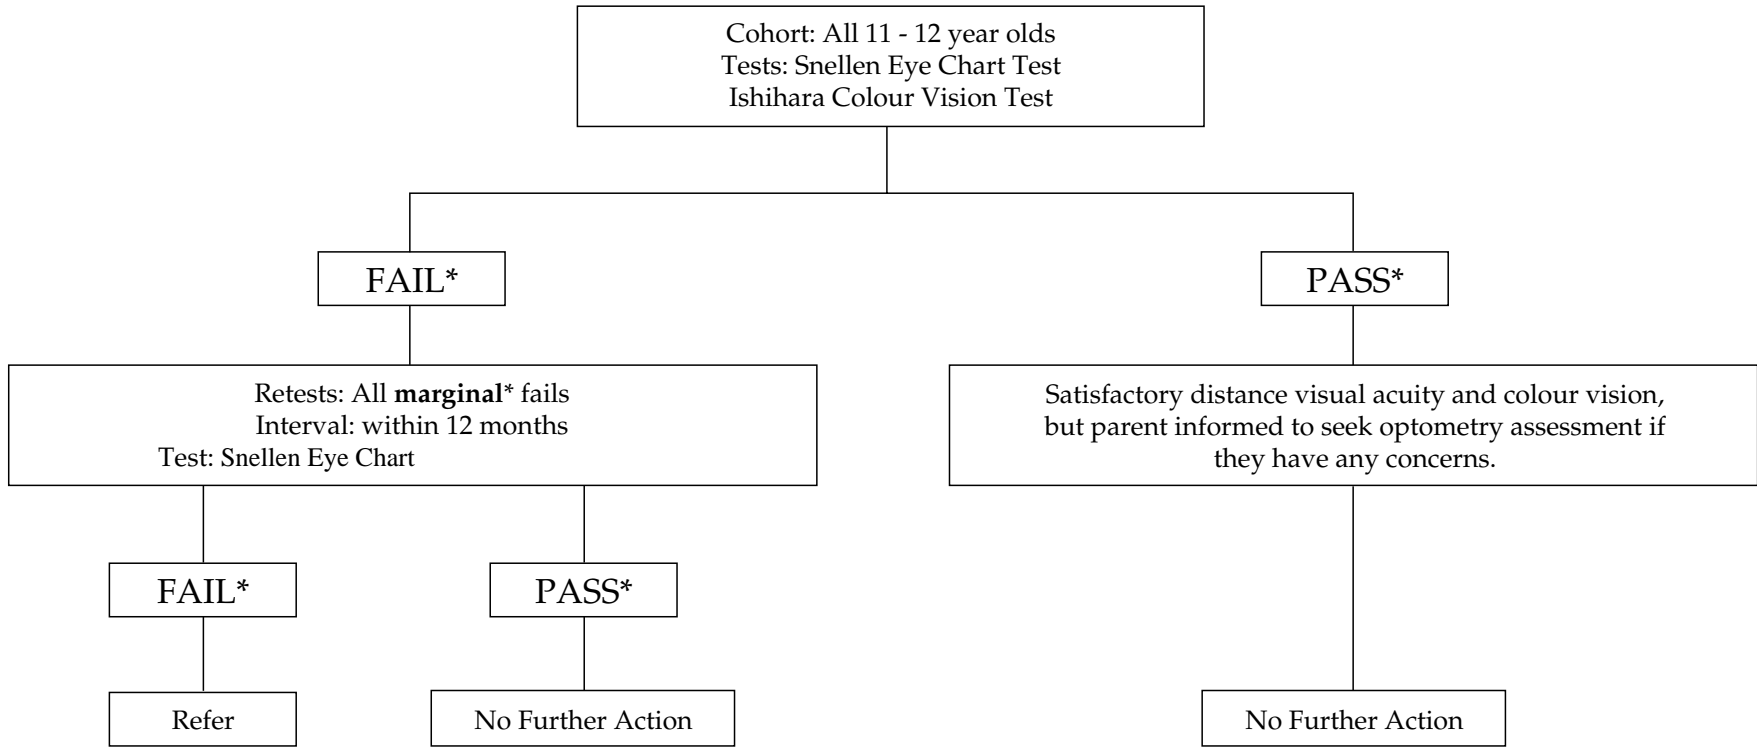 Cohort: All 11 - 12 year olds
Tests: Snellen Eye Chart Test
Ishihara Colour Vision Test
FAIL*
PASS*
Retests: All marginal* fails
Interval: within 12 months
Test: Snellen Eye Chart
Satisfactory distance visual acuity and colour vision,
but parent informed to seek optometry assessment if
they have any concerns.
FAIL*
PASS*
Refer
No Further Action
No Further Action